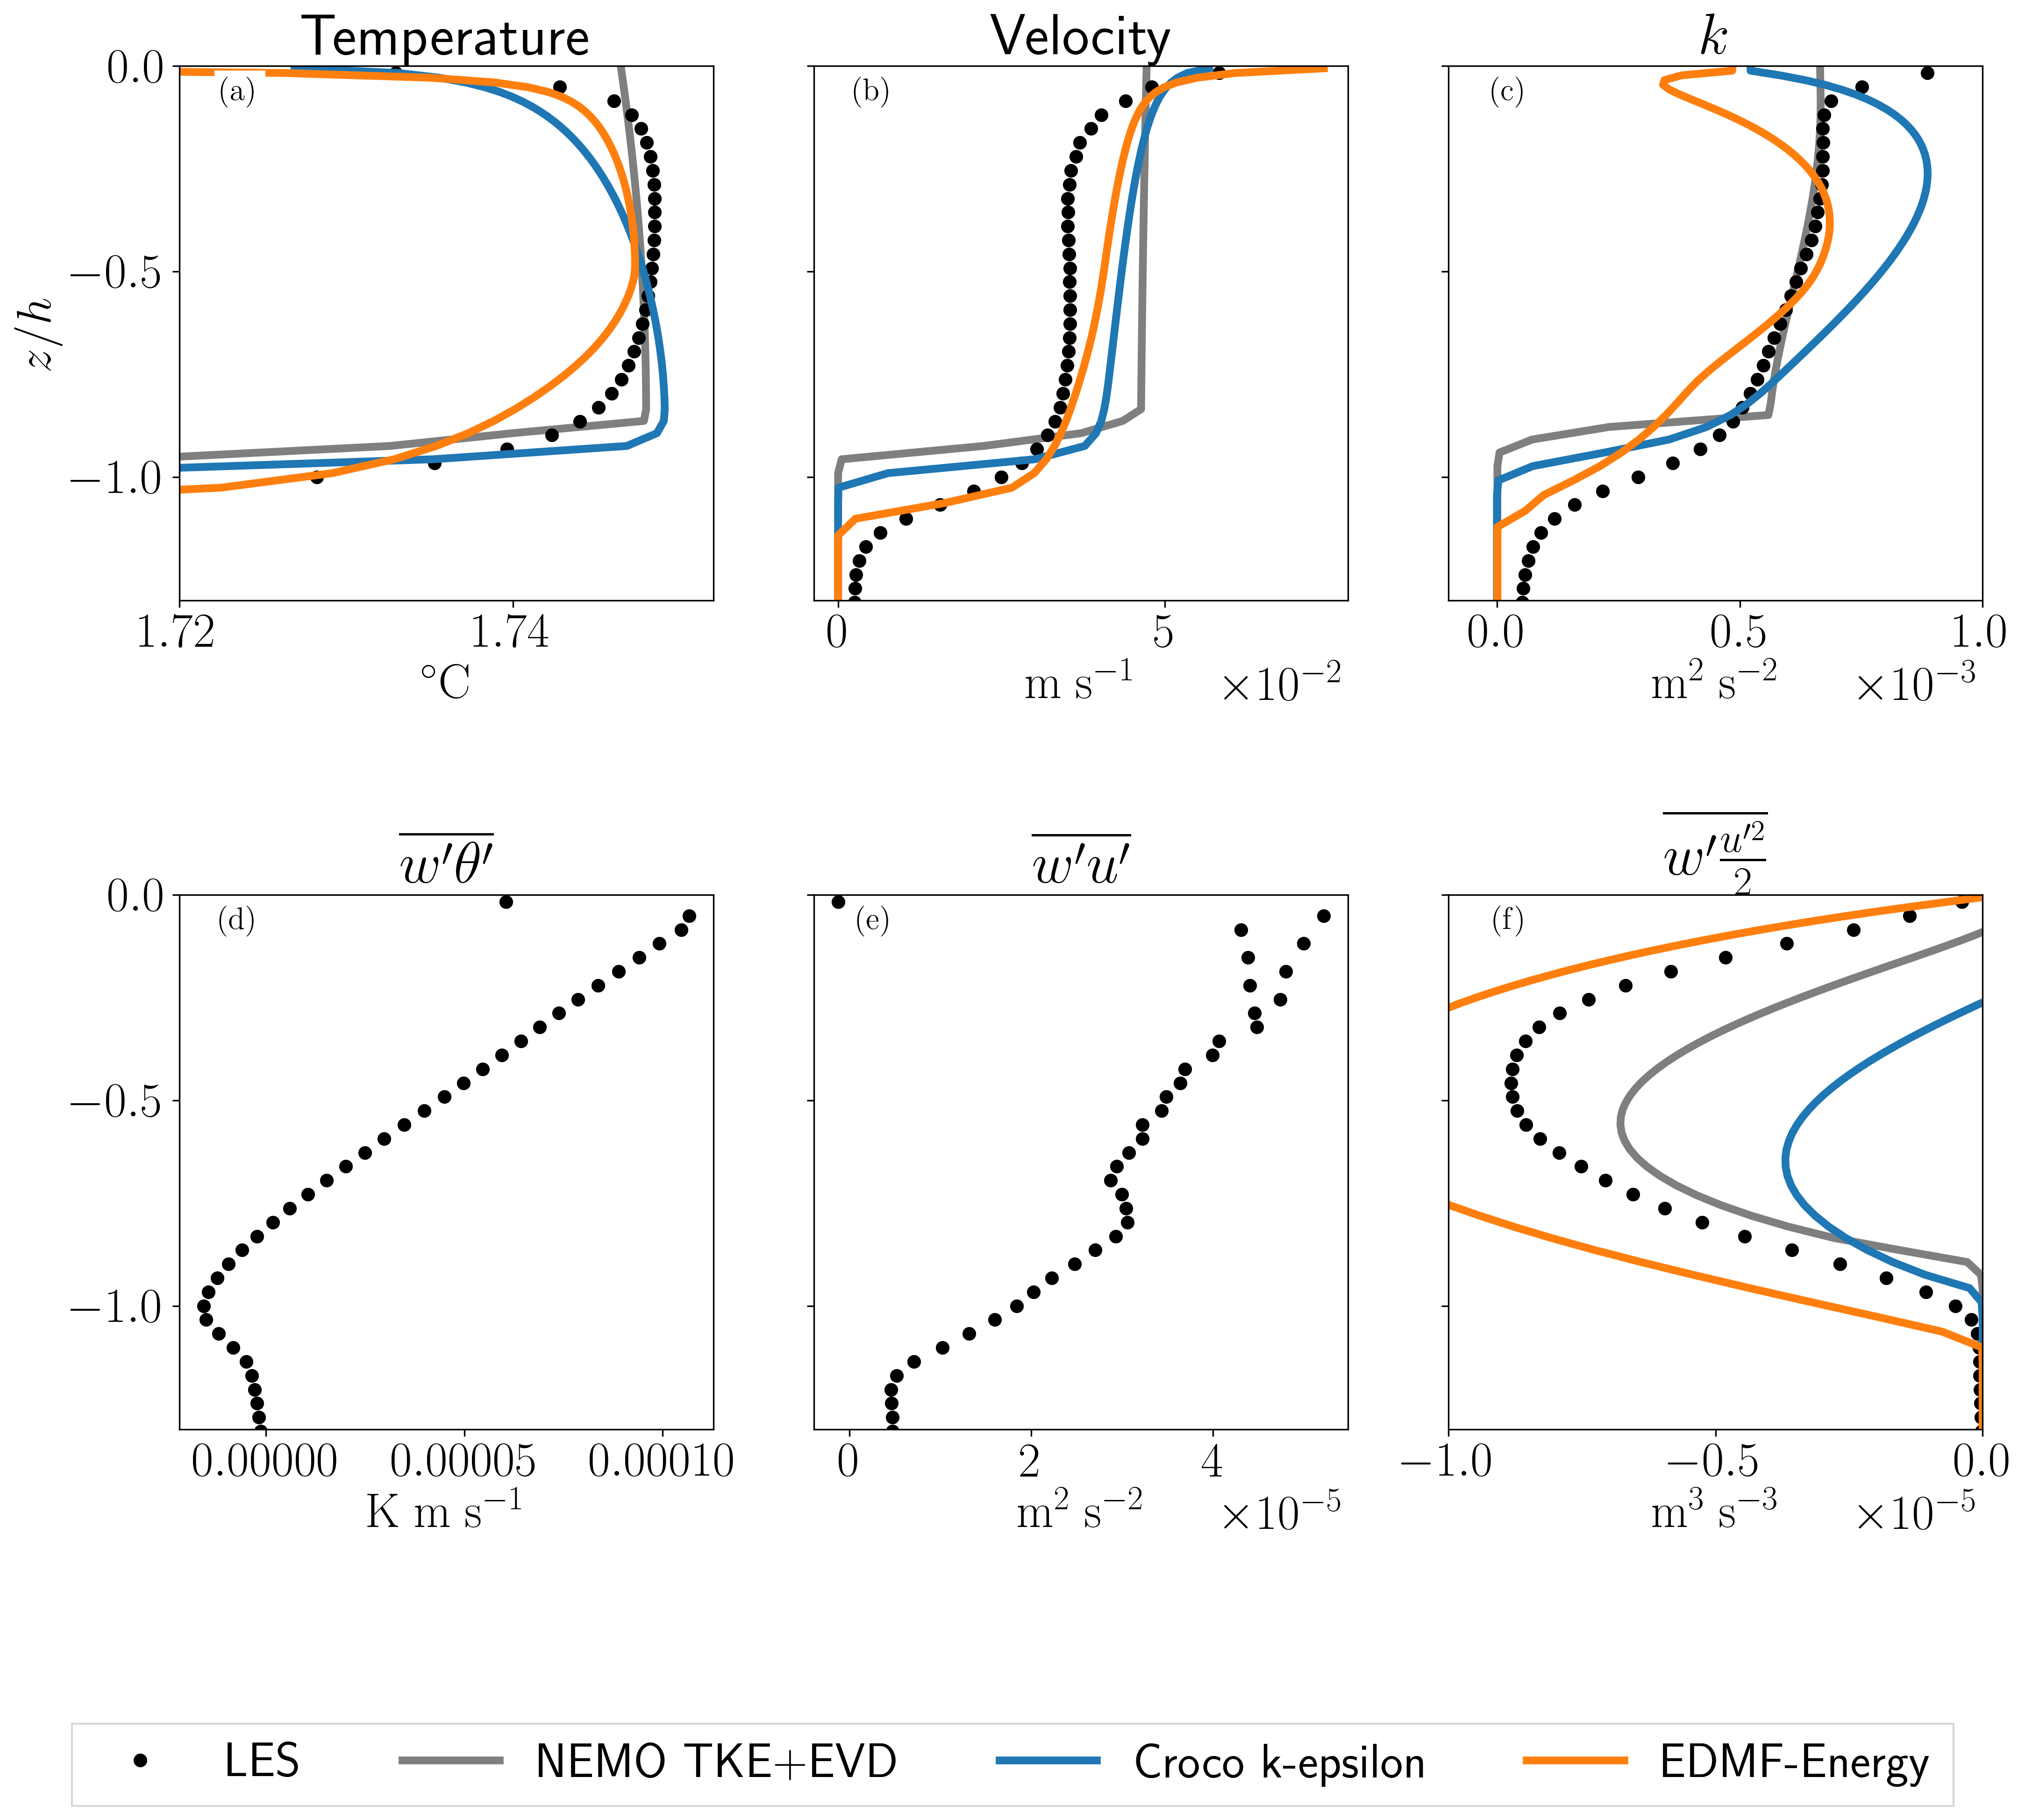 Temperature Velocity k
0.0 (a) (b) (c)
−0.5
z/h
−1.0
1.72 1.74 0 5 0.0 0.5 1.0
°C m s⁻¹ ×10⁻² m² s⁻² ×10⁻³
w′θ′ w′u′ w′u′²/2
0.0 (d) (e) (f)
−0.5
−1.0
0.00000 0.00005 0.00010 0 2 4 −1.0 −0.5 0.0
K m s⁻¹ m² s⁻² ×10⁻⁵ m³ s⁻³ ×10⁻⁵
LES NEMO TKE+EVD Croco k-epsilon EDMF-Energy